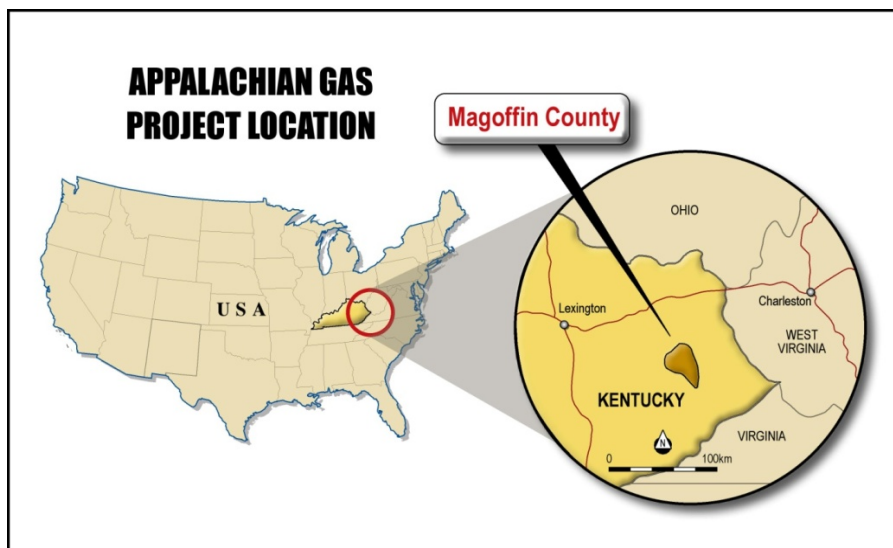 APPALACHIAN GAS
PROJECT LOCATION
Magoffin County
USA
OHIO
Lexington
Charleston
WEST
VIRGINIA
KENTUCKY
VIRGINIA
N
0 100km